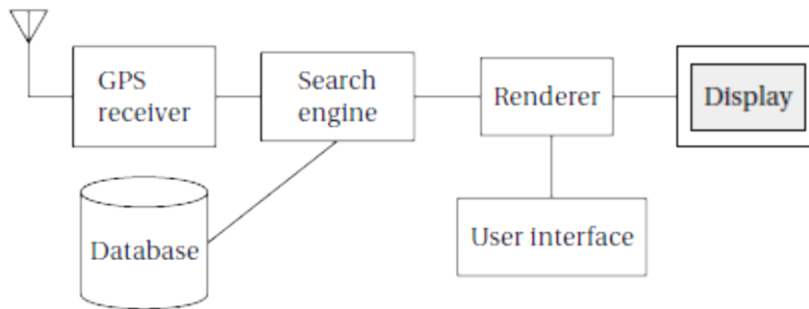 GPS
receiver
Search
engine
Renderer
Display
Database
User interface